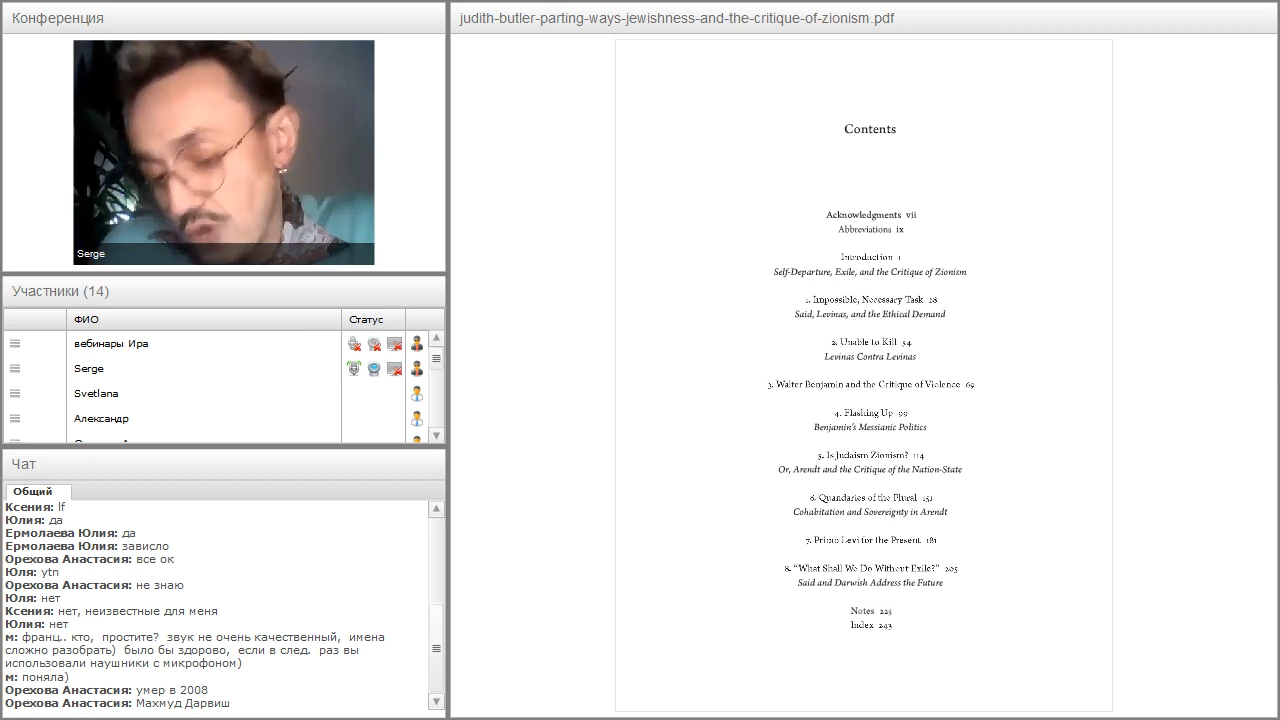 Конференция
Serge
Участники (14)
ФИО
Статус
вебинары Ира
Serge
Svetlana
Александр
Чат
Общий
Ксения: lf
Юлия: да
Ермолаева Юлия: да
Ермолаева Юлия: зависло
Орехова Анастасия: все ок
Юля: ytn
Орехова Анастасия: не знаю
Юля: нет
Ксения: нет, неизвестные для меня
Юлия: нет
м: франц.. кто, простите? звук не очень качественный, имена
сложно разобрать) было бы здорово, если в след. раз вы
использовали наушники с микрофоном)
м: поняла)
Орехова Анастасия: умер в 2008
Орехова Анастасия: Махмуд Дарвиш
judith-butler-parting-ways-jewishness-and-the-critique-of-zionism.pdf
Contents
Acknowledgments vii
Abbreviations ix
Introduction 1
Self-Departure, Exile, and the Critique of Zionism
1. Impossible, Necessary Task 28
Said, Levinas, and the Ethical Demand
2. Unable to Kill 54
Levinas Contra Levinas
3. Walter Benjamin and the Critique of Violence 69
4. Flashing Up 99
Benjamin's Messianic Politics
5. Is Judaism Zionism? 114
Or, Arendt and the Critique of the Nation-State
6. Quandaries of the Plural 151
Cohabitation and Sovereignty in Arendt
7. Primo Levi for the Present 181
8. “What Shall We Do Without Exile?” 205
Said and Darwish Address the Future
Notes 225
Index 243